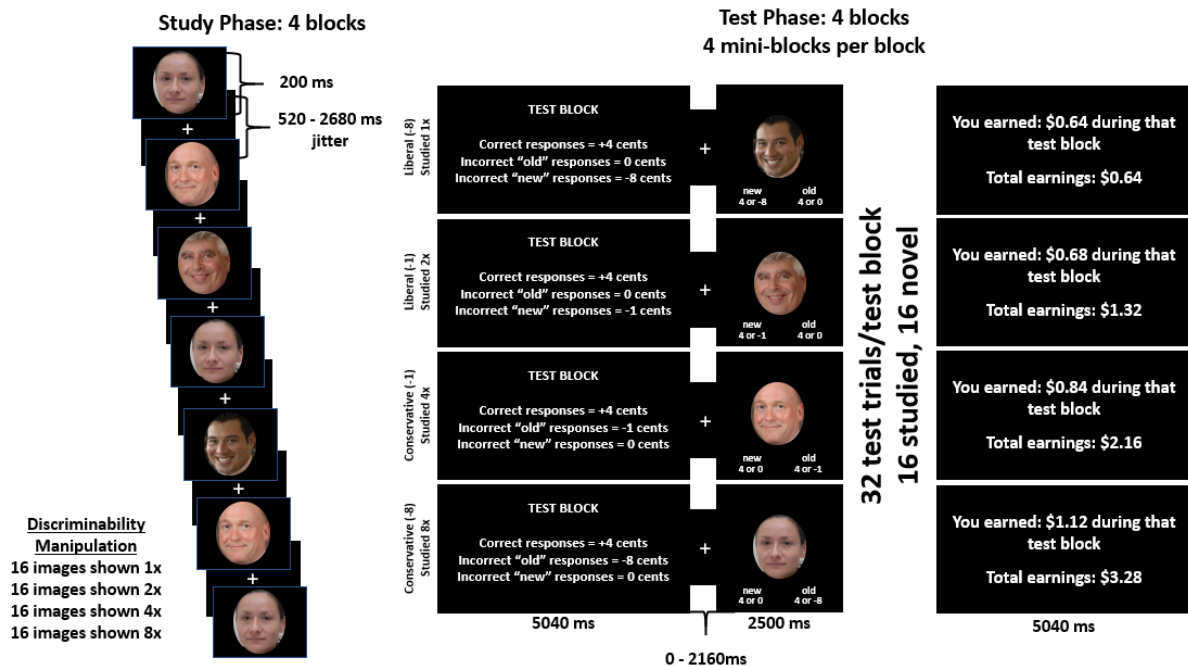 Study Phase: 4 blocks
200 ms
520 - 2680 ms
jitter
+
+
+
+
+
+
Discriminability
Manipulation
16 images shown 1x
16 images shown 2x
16 images shown 4x
16 images shown 8x
Test Phase: 4 blocks
4 mini-blocks per block
Liberal (-8)
Studied 1x
TEST BLOCK
Correct responses = +4 cents
Incorrect “old” responses = 0 cents
Incorrect “new” responses = -8 cents
+
new old
4 or -8 4 or 0
You earned: $0.64 during that
test block
Total earnings: $0.64
Liberal (-1)
Studied 2x
TEST BLOCK
Correct responses = +4 cents
Incorrect “old” responses = 0 cents
Incorrect “new” responses = -1 cents
+
new old
4 or -1 4 or 0
You earned: $0.68 during that
test block
Total earnings: $1.32
Conservative (-1)
Studied 4x
TEST BLOCK
Correct responses = +4 cents
Incorrect “old” responses = -1 cents
Incorrect “new” responses = 0 cents
+
new old
4 or 0 4 or -1
You earned: $0.84 during that
test block
Total earnings: $2.16
Conservative (-8)
Studied 8x
TEST BLOCK
Correct responses = +4 cents
Incorrect “old” responses = -8 cents
Incorrect “new” responses = 0 cents
+
new old
4 or 0 4 or -8
You earned: $1.12 during that
test block
Total earnings: $3.28
32 test trials/test block
16 studied, 16 novel
5040 ms
2500 ms
5040 ms
0 - 2160ms